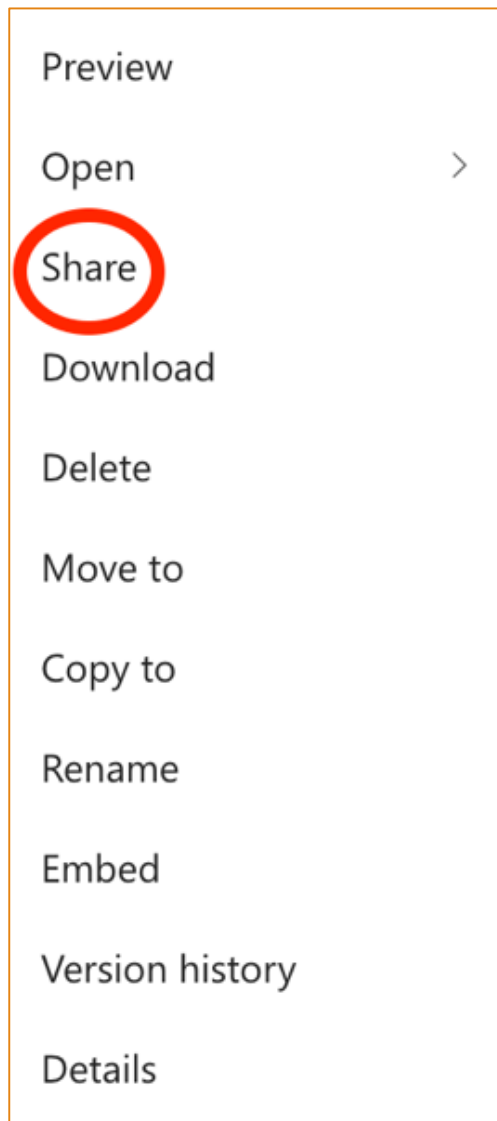 Preview
Open
Share
Download
Delete
Move to
Copy to
Rename
Embed
Version history
Details